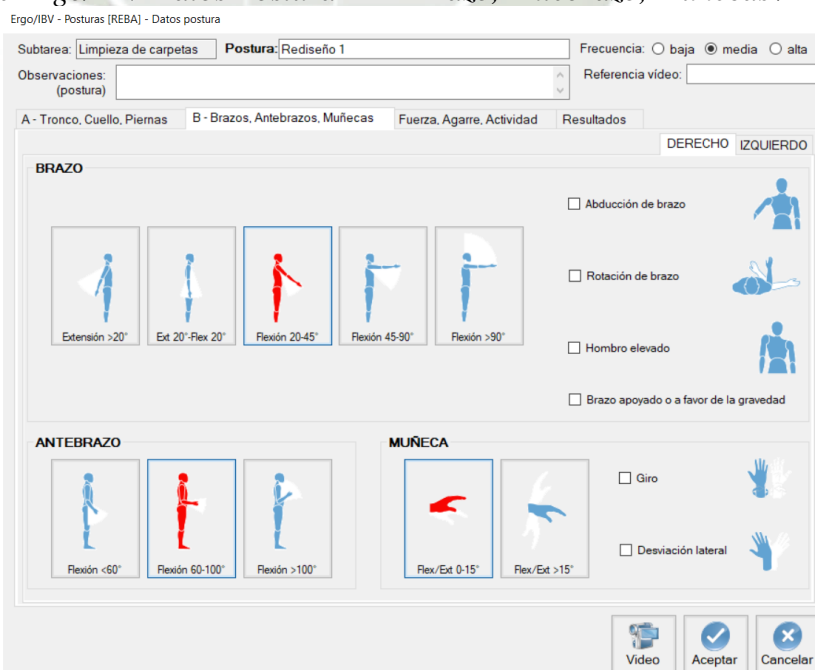 Ergo/IBV - Posturas [REBA] - Datos postura
Subtarea: Limpieza de carpetas Postura: Rediseño 1 Frecuencia: baja media alta
Observaciones: Referencia vídeo:
(postura)
A - Tronco, Cuello, Piernas B - Brazos, Antebrazos, Muñecas Fuerza, Agarre, Actividad Resultados
DERECHO IZQUIERDO
BRAZO
Abducción de brazo
Rotación de brazo
Extensión >20° Ext 20°-Flex 20° Flexión 20-45° Flexión 45-90° Flexión >90°
Hombro elevado
Brazo apoyado o a favor de la gravedad
ANTEBRAZO MUÑECA
Giro
Desviación lateral
Flexión <60° Flexión 60-100° Flexión >100° Flex/Ext 0-15° Flex/Ext >15°
Video Aceptar Cancelar